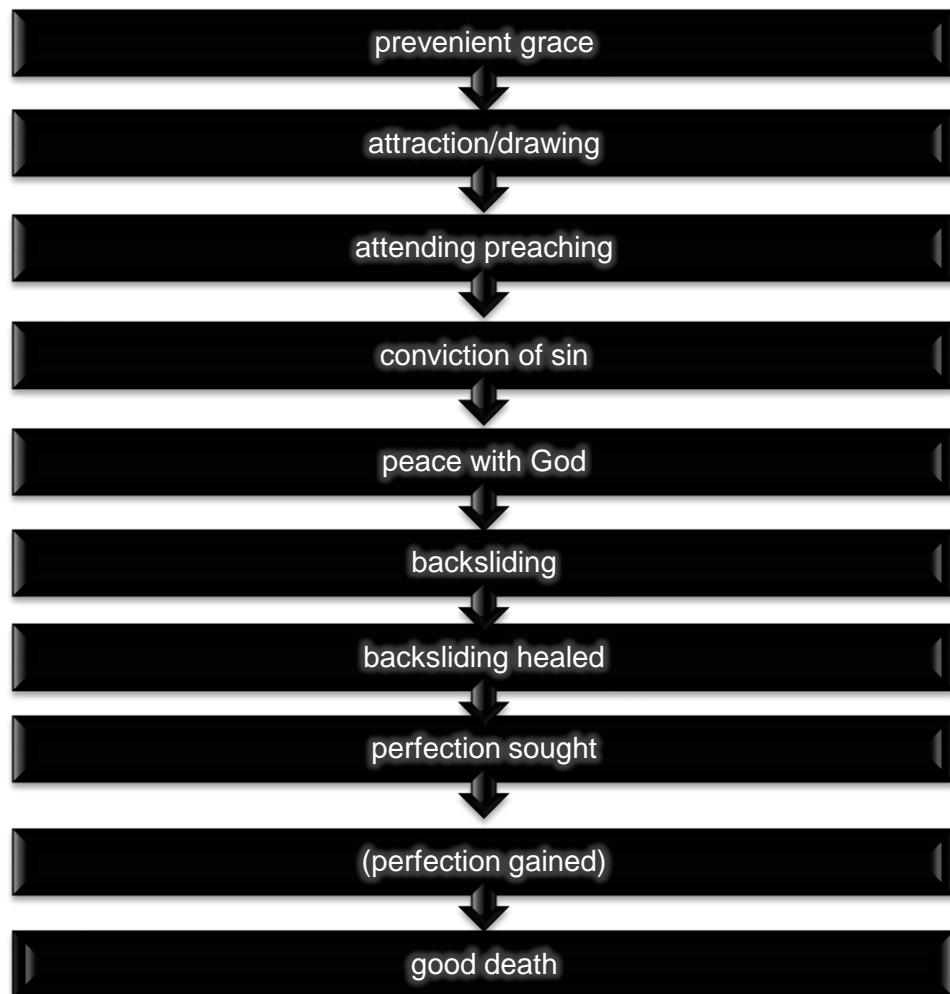 prevenient grace
attraction/drawing
attending preaching
conviction of sin
peace with God
backsliding
backsliding healed
perfection sought
(perfection gained)
good death